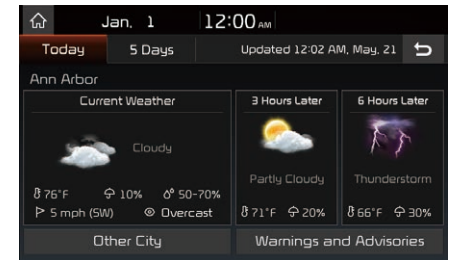 Jan. 1 12:00 AM
Today 5 Days Updated 12:02 AM, May. 21
Ann Arbor
Current Weather
Cloudy
76°F 10% 50-70%
5 mph (SW) Overcast
3 Hours Later
Partly Cloudy
71°F 20%
6 Hours Later
Thunderstorm
66°F 30%
Other City Warnings and Advisories